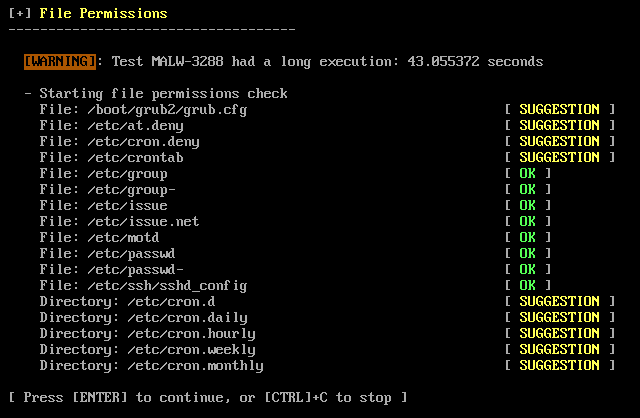 [+] File Permissions
------------------------------------
[WARNING]: Test MALW-3288 had a long execution: 43.055372 seconds
- Starting file permissions check
File: /boot/grub2/grub.cfg [ SUGGESTION ]
File: /etc/at.deny [ SUGGESTION ]
File: /etc/cron.deny [ SUGGESTION ]
File: /etc/crontab [ SUGGESTION ]
File: /etc/group [ OK ]
File: /etc/group- [ OK ]
File: /etc/issue [ OK ]
File: /etc/issue.net [ OK ]
File: /etc/motd [ OK ]
File: /etc/passwd [ OK ]
File: /etc/passwd- [ OK ]
File: /etc/ssh/sshd_config [ OK ]
Directory: /etc/cron.d [ SUGGESTION ]
Directory: /etc/cron.daily [ SUGGESTION ]
Directory: /etc/cron.hourly [ SUGGESTION ]
Directory: /etc/cron.weekly [ SUGGESTION ]
Directory: /etc/cron.monthly [ SUGGESTION ]
[ Press [ENTER] to continue, or [CTRL]+C to stop ]